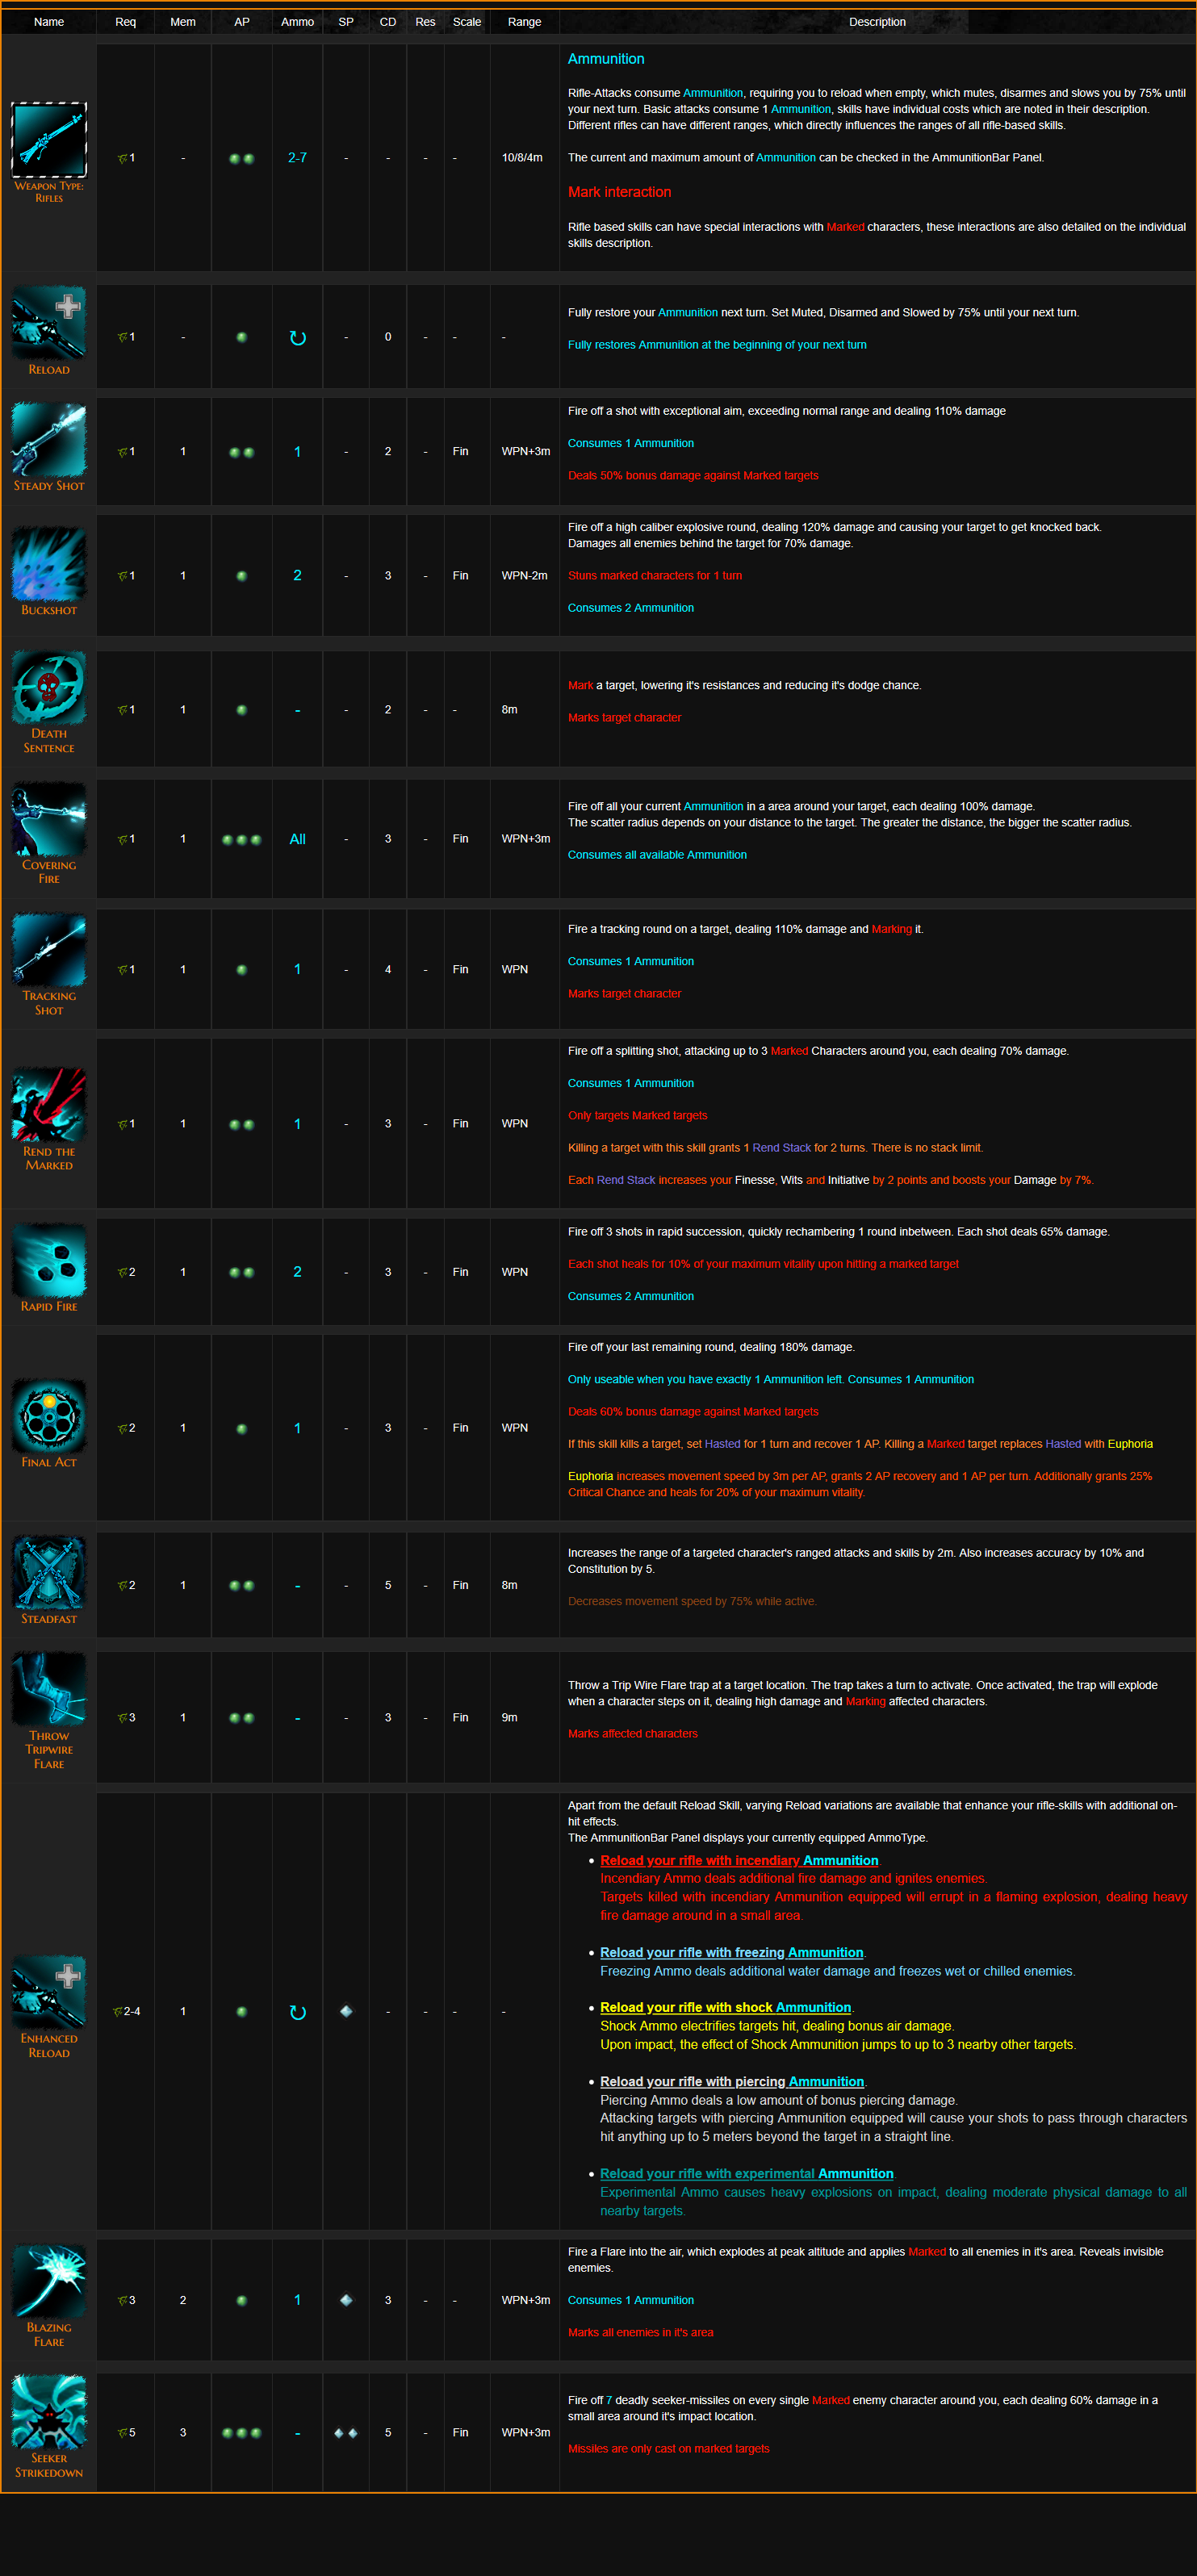 Name Req Mem AP Ammo SP CD Res Scale Range Description
Ammunition
Rifle-Attacks consume Ammunition, requiring you to reload when empty, which mutes, disarmes and slows you by 75% until
your next turn. Basic attacks consume 1 Ammunition, skills have individual costs which are noted in their description.
Different rifles can have different ranges, which directly influences the ranges of all rifle-based skills.
The current and maximum amount of Ammunition can be checked in the AmmunitionBar Panel.
1 - 2-7 - - - - 10/8/4m
Weapon Type:
Rifles
Mark interaction
Rifle based skills can have special interactions with Marked characters, these interactions are also detailed on the individual
skills description.
Fully restore your Ammunition next turn. Set Muted, Disarmed and Slowed by 75% until your next turn.
1 - ↻ - 0 - - -
Fully restores Ammunition at the beginning of your next turn
Reload
Fire off a shot with exceptional aim, exceeding normal range and dealing 110% damage
Consumes 1 Ammunition
1 1 1 - 2 - Fin WPN+3m
Deals 50% bonus damage against Marked targets
Steady Shot
Fire off a high caliber explosive round, dealing 120% damage and causing your target to get knocked back.
Damages all enemies behind the target for 70% damage.
1 1 2 - 3 - Fin WPN-2m
Stuns marked characters for 1 turn
Consumes 2 Ammunition
Buckshot
Mark a target, lowering it's resistances and reducing it's dodge chance.
1 1 - - 2 - - 8m
Marks target character
Death
Sentence
Fire off all your current Ammunition in a area around your target, each dealing 100% damage.
The scatter radius depends on your distance to the target. The greater the distance, the bigger the scatter radius.
1 1 All - 3 - Fin WPN+3m
Consumes all available Ammunition
Covering
Fire
Fire a tracking round on a target, dealing 110% damage and Marking it.
Consumes 1 Ammunition
1 1 1 - 4 - Fin WPN
Marks target character
Tracking
Shot
Fire off a splitting shot, attacking up to 3 Marked Characters around you, each dealing 70% damage.
Consumes 1 Ammunition
Only targets Marked targets
1 1 1 - 3 - Fin WPN
Killing a target with this skill grants 1 Rend Stack for 2 turns. There is no stack limit.
Rend the
Marked
Each Rend Stack increases your Finesse, Wits and Initiative by 2 points and boosts your Damage by 7%.
Fire off 3 shots in rapid succession, quickly rechambering 1 round inbetween. Each shot deals 65% damage.
Each shot heals for 10% of your maximum vitality upon hitting a marked target
2 1 2 - 3 - Fin WPN
Consumes 2 Ammunition
Rapid Fire
Fire off your last remaining round, dealing 180% damage.
Only useable when you have exactly 1 Ammunition left. Consumes 1 Ammunition
Deals 60% bonus damage against Marked targets
2 1 1 - 3 - Fin WPN
If this skill kills a target, set Hasted for 1 turn and recover 1 AP. Killing a Marked target replaces Hasted with Euphoria
Final Act
Euphoria increases movement speed by 3m per AP, grants 2 AP recovery and 1 AP per turn. Additionally grants 25%
Critical Chance and heals for 20% of your maximum vitality.
Increases the range of a targeted character's ranged attacks and skills by 2m. Also increases accuracy by 10% and
Constitution by 5.
2 1 - - 5 - Fin 8m
Decreases movement speed by 75% while active.
Steadfast
Throw a Trip Wire Flare trap at a target location. The trap takes a turn to activate. Once activated, the trap will explode
when a character steps on it, dealing high damage and Marking affected characters.
3 1 - - 3 - Fin 9m
Marks affected characters
Throw
Tripwire
Flare
Apart from the default Reload Skill, varying Reload variations are available that enhance your rifle-skills with additional on-
hit effects.
The AmmunitionBar Panel displays your currently equipped AmmoType.
• Reload your rifle with incendiary Ammunition
Incendiary Ammo deals additional fire damage and ignites enemies.
Targets killed with incendiary Ammunition equipped will errupt in a flaming explosion, dealing heavy
fire damage around in a small area.
• Reload your rifle with freezing Ammunition.
Freezing Ammo deals additional water damage and freezes wet or chilled enemies.
• Reload your rifle with shock Ammunition.
2-4 1 ↻ - - - -
Shock Ammo electrifies targets hit, dealing bonus air damage.
Upon impact, the effect of Shock Ammunition jumps to up to 3 nearby other targets.
Enhanced
Reload
• Reload your rifle with piercing Ammunition.
Piercing Ammo deals a low amount of bonus piercing damage.
Attacking targets with piercing Ammunition equipped will cause your shots to pass through characters
hit anything up to 5 meters beyond the target in a straight line.
• Reload your rifle with experimental Ammunition
Experimental Ammo causes heavy explosions on impact, dealing moderate physical damage to all
nearby targets.
Fire a Flare into the air, which explodes at peak altitude and applies Marked to all enemies in it's area. Reveals invisible
enemies.
3 2 1 3 - - WPN+3m
Consumes 1 Ammunition
Marks all enemies in it's area
Blazing
Flare
Fire off 7 deadly seeker-missiles on every single Marked enemy character around you, each dealing 60% damage in a
small area around it's impact location.
5 3 - 5 - Fin WPN+3m
Missiles are only cast on marked targets
Seeker
Strikedown